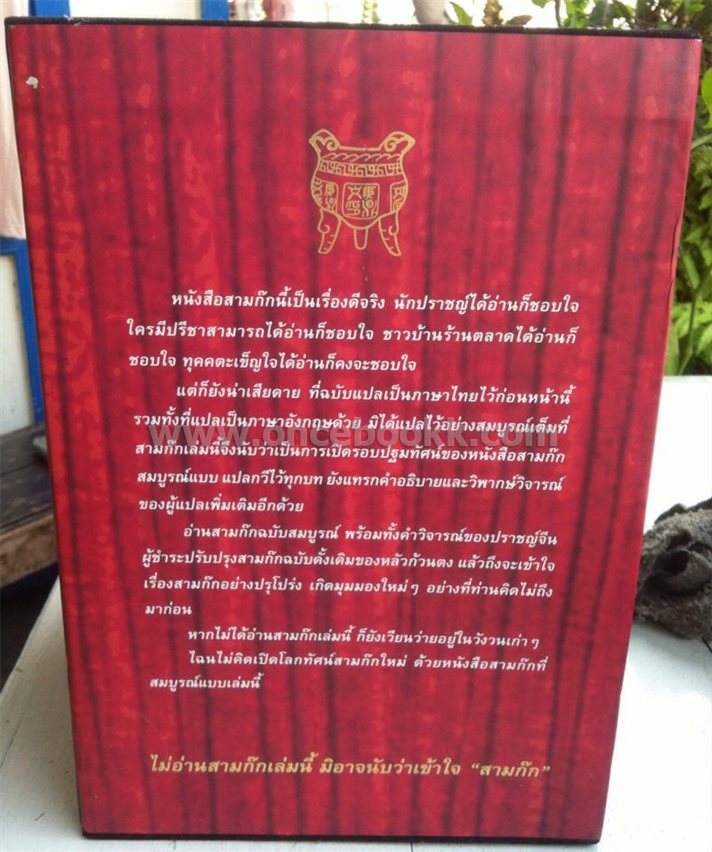 หนังสือสามก๊กนี้เป็นเรื่องดีจริง นักปราชญ์ได้อ่านก็ชอบใจ
ใครมีปรีชาสามารถได้อ่านก็ชอบใจ ชาวบ้านร้านตลาดได้อ่านก็
ชอบใจ ทุคคตะเข็ญใจได้อ่านก็คงจะชอบใจ
แต่ก็ยังน่าเสียดาย ที่ฉบับแปลเป็นภาษาไทยไว้ก่อนหน้านี้
รวมทั้งที่แปลเป็นภาษาอังกฤษด้วย มิได้แปลไว้อย่างสมบูรณ์เต็มที่
www.oncebookk.com
สามก๊กเล่มนี้จึงนับว่าเป็นการเปิดรอบปฐมทัศน์ของหนังสือสามก๊ก
สมบูรณ์แบบ แปลกวีไว้ทุกบท ยังแทรกคำอธิบายและวิพากษ์วิจารณ์
ของผู้แปลเพิ่มเติมอีกด้วย
อ่านสามก๊กฉบับสมบูรณ์ พร้อมทั้งคำวิจารณ์ของปราชญ์จีน
ผู้ชำระปรับปรุงสามก๊กฉบับดั้งเดิมของหลัวก้วนตง แล้วถึงจะเข้าใจ
เรื่องสามก๊กอย่างปรุโปร่ง เกิดมุมมองใหม่ๆ อย่างที่ท่านคิดไม่ถึง
มาก่อน
หากไม่ได้อ่านสามก๊กเล่มนี้ ก็ยังเวียนว่ายอยู่ในวังวนเก่าๆ
ไฉนไม่คิดเปิดโลกทัศน์สามก๊กใหม่ ด้วยหนังสือสามก๊กที่
สมบูรณ์แบบเล่มนี้
ไม่อ่านสามก๊กเล่มนี้ มิอาจนับว่าเข้าใจ “สามก๊ก”